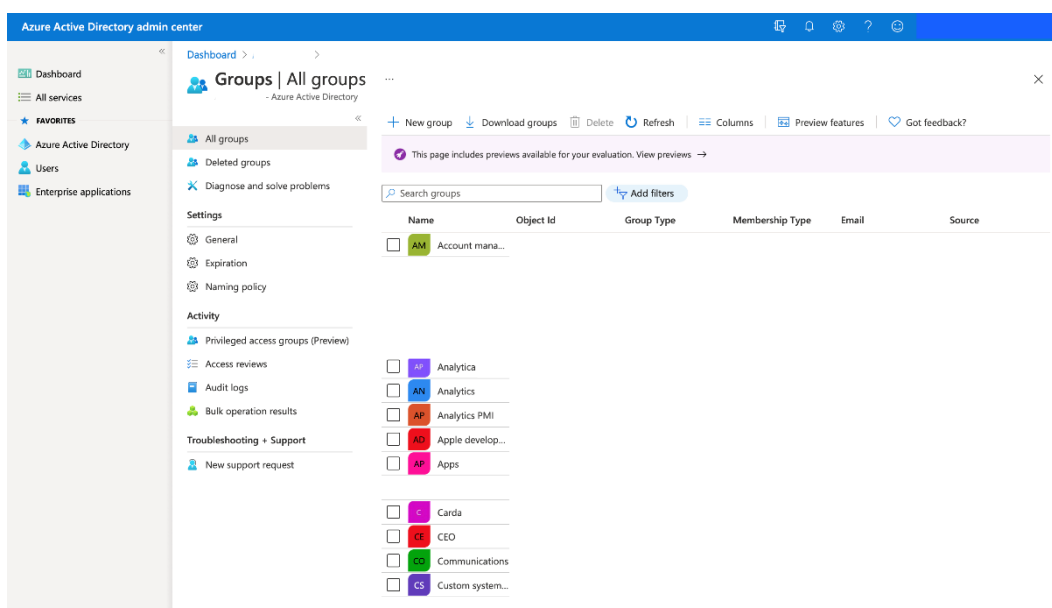 Azure Active Directory admin center
Dashboard
All services
FAVORITES
Azure Active Directory
Users
Enterprise applications
Dashboard >  >
Groups | All groups ...
- Azure Active Directory
All groups
Deleted groups
Diagnose and solve problems
Settings
General
Expiration
Naming policy
Activity
Privileged access groups (Preview)
Access reviews
Audit logs
Bulk operation results
Troubleshooting + Support
New support request
New group Download groups Delete Refresh Columns Preview features Got feedback?
This page includes previews available for your evaluation. View previews →
Search groups Add filters
Name Object Id Group Type Membership Type Email Source
AM Account mana...
AP Analytica
AN Analytics
AP Analytics PMI
AD Apple develop...
AP Apps
C Carda
CE CEO
CO Communications
CS Custom system...